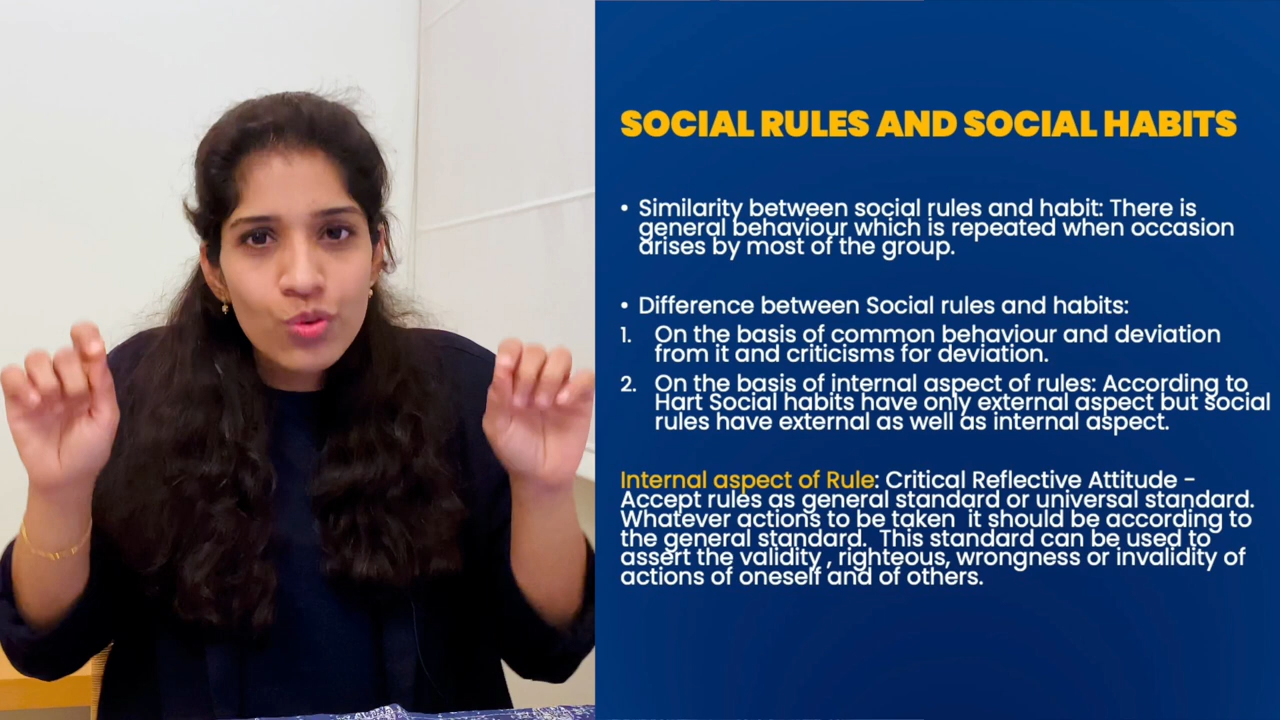 SOCIAL RULES AND SOCIAL HABITS
• Similarity between social rules and habit: There is
general behaviour which is repeated when occasion
arises by most of the group.
• Difference between Social rules and habits:
1. On the basis of common behaviour and deviation
from it and criticisms for deviation.
2. On the basis of internal aspect of rules: According to
Hart Social habits have only external aspect but social
rules have external as well as internal aspect.
Internal aspect of Rule: Critical Reflective Attitude -
Accept rules as general standard or universal standard.
Whatever actions to be taken it should be according to
the general standard. This standard can be used to
assert the validity , righteous, wrongness or invalidity of
actions of oneself and of others.